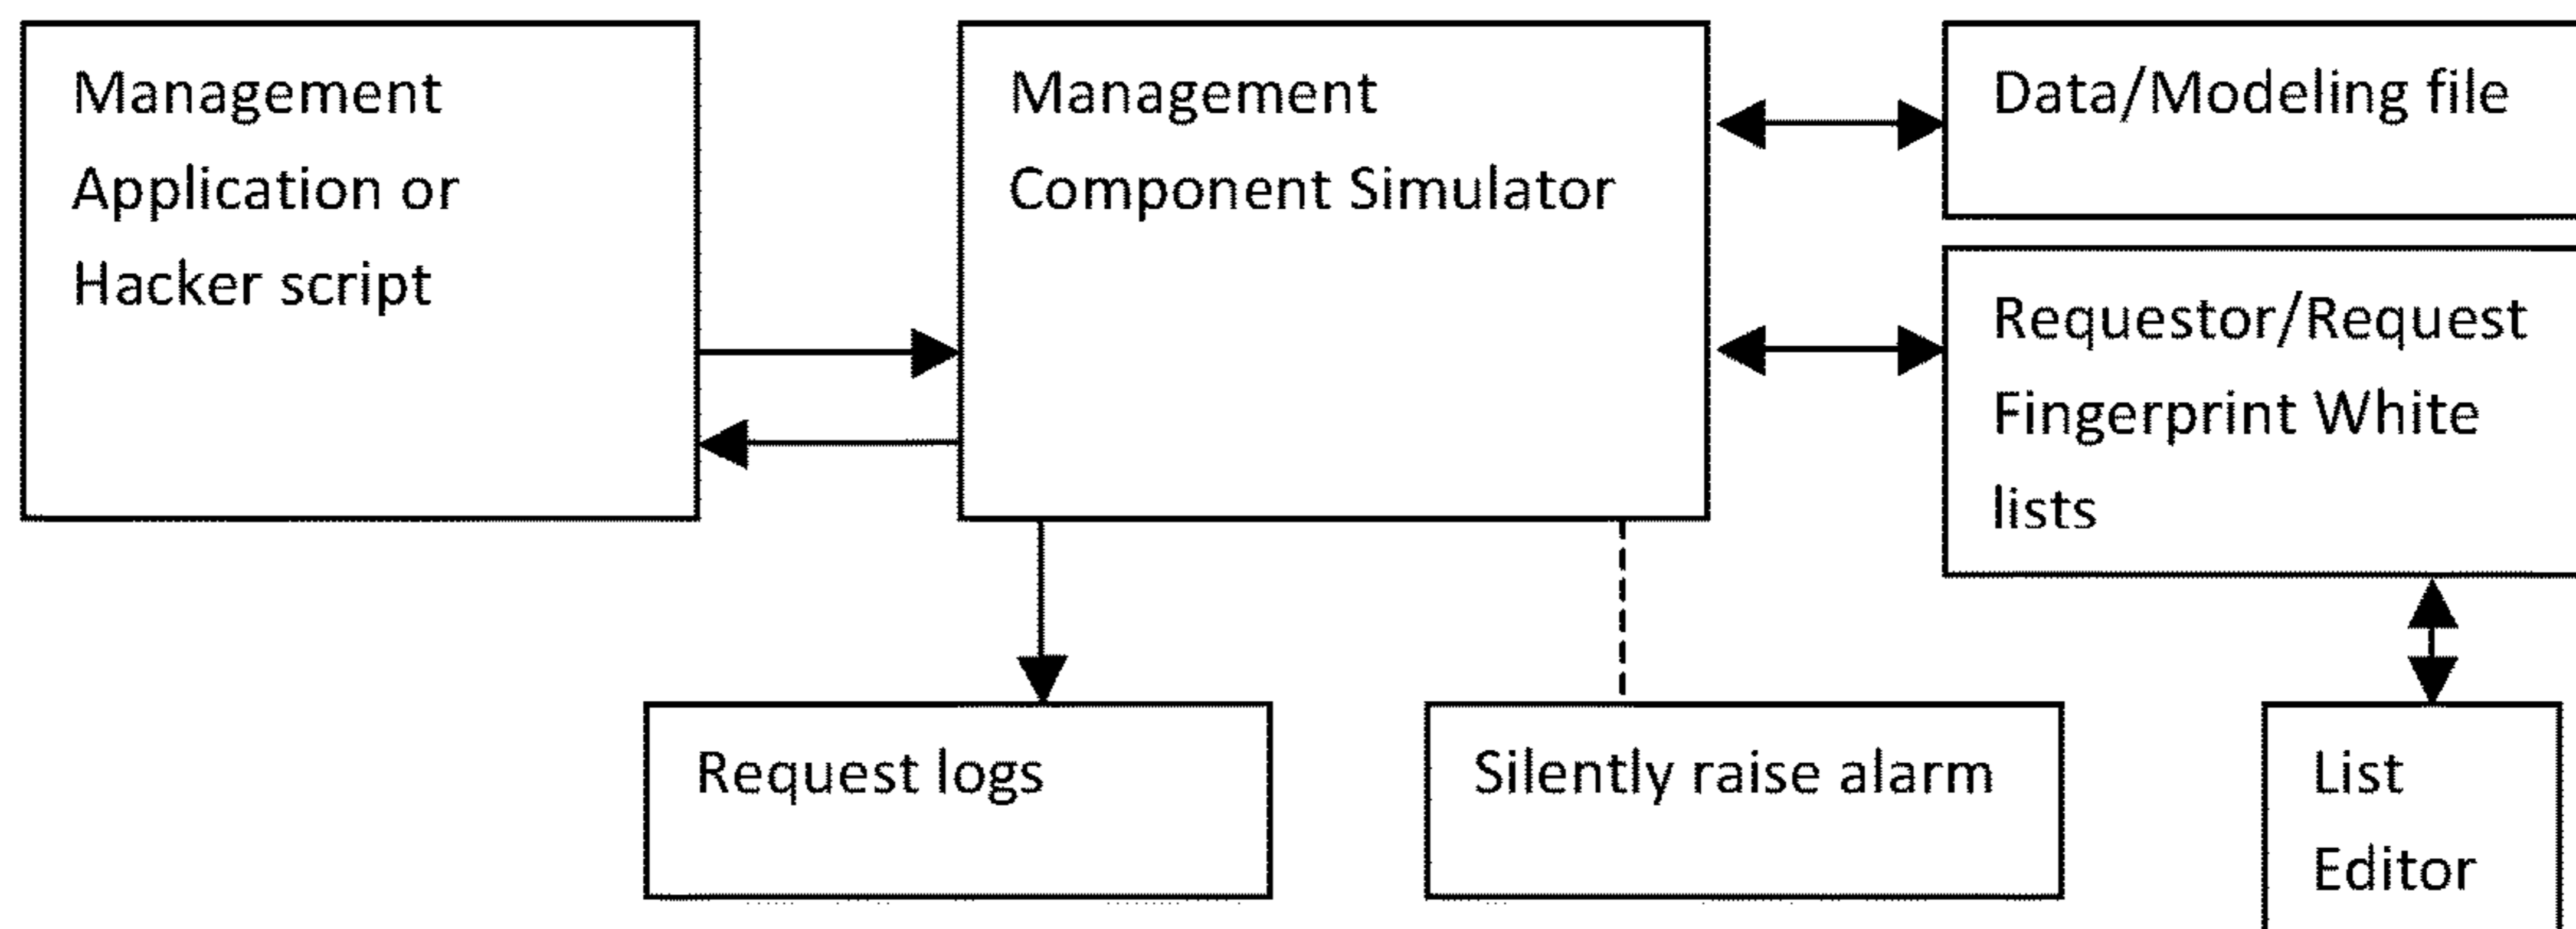 Management
Application or
Hacker script
Management
Component Simulator
Data/Modeling file
Requestor/Request
Fingerprint White
lists
Request logs
Silently raise alarm
List
Editor